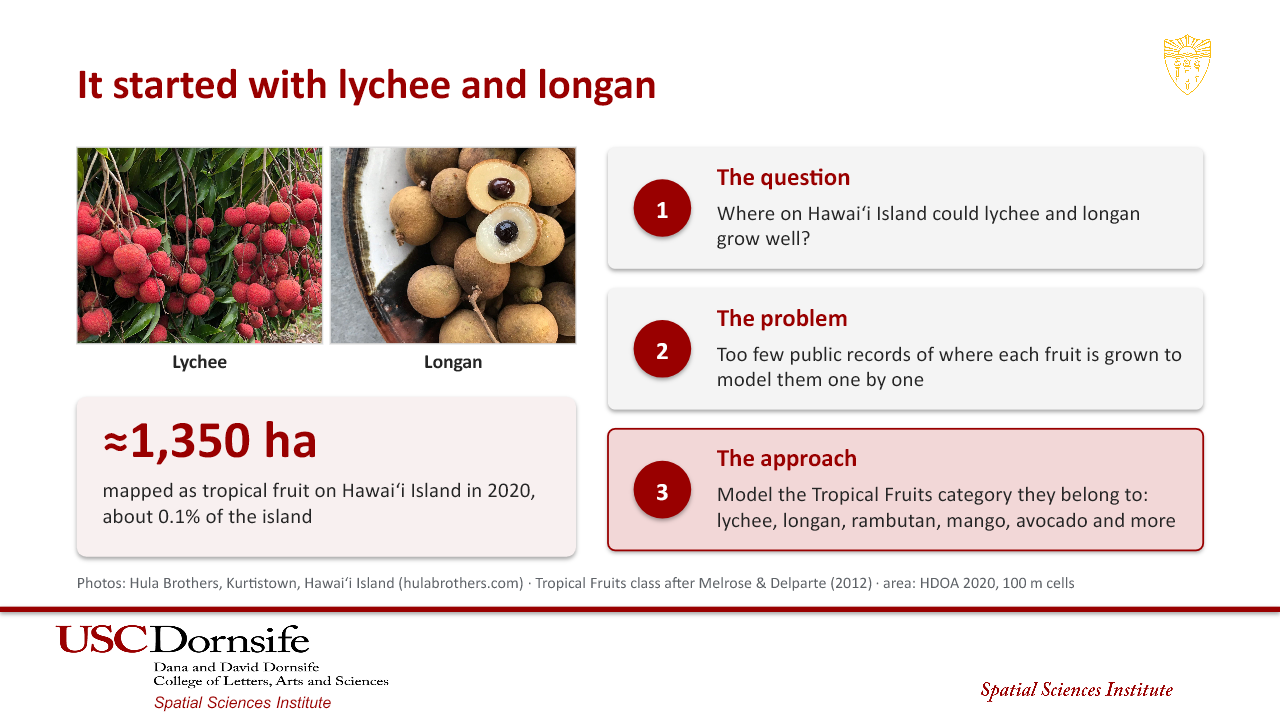 It started with lychee and longan
Lychee
Longan
≈1,350 ha
mapped as tropical fruit on Hawaiʻi Island in 2020,
about 0.1% of the island
1
The question
Where on Hawaiʻi Island could lychee and longan
grow well?
2
The problem
Too few public records of where each fruit is grown to
model them one by one
3
The approach
Model the Tropical Fruits category they belong to:
lychee, longan, rambutan, mango, avocado and more
Photos: Hula Brothers, Kurtistown, Hawaiʻi Island (hulabrothers.com) · Tropical Fruits class after Melrose & Delparte (2012) · area: HDOA 2020, 100 m cells
USC Dornsife
Dana and David Dornsife
College of Letters, Arts and Sciences
Spatial Sciences Institute
Spatial Sciences Institute